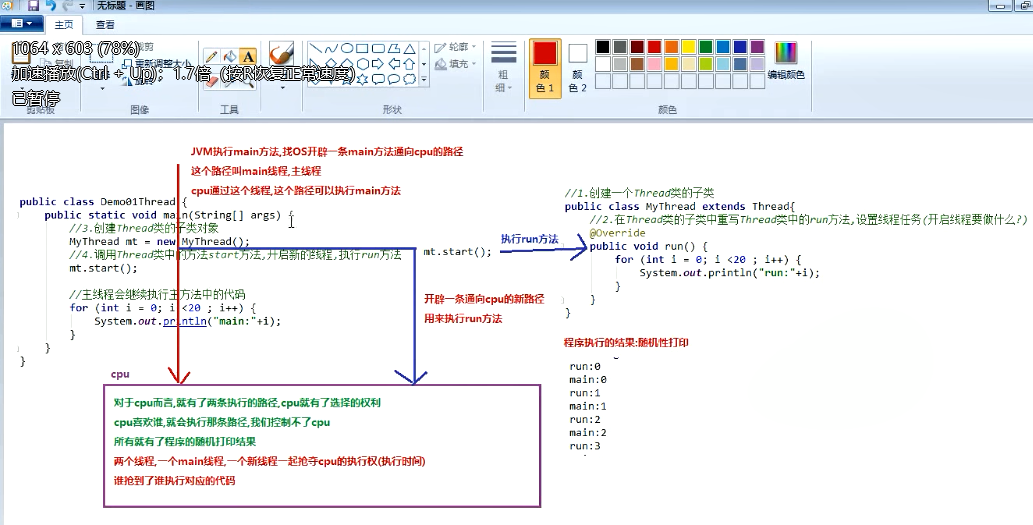 无标题 - 画图
主页 查看
1064 x 603 (78%)
加速播放(Ctrl + Up): 1.7倍 (按R恢复正常速度)
已暂停
重新调整大小
轮廓
填充
粗
细
颜
色 1
颜
色 2
编辑颜色
剪贴板 图像 工具 形状 颜色
JVM执行main方法,找OS开辟一条main方法通向cpu的路径
这个路径叫main线程,主线程
cpu通过这个线程,这个路径可以执行main方法
public class Demo01Thread {
public static void main(String[] args) {
//3.创建Thread类的子类对象
MyThread mt = new MyThread();
//4.调用Thread类中的方法start方法,开启新的线程,执行run方法
mt.start();
//主线程会继续执行主方法中的代码
for (int i = 0; i <20 ; i++) {
System.out.println("main:"+i);
}
}
}
mt.start();
执行run方法
开辟一条通向cpu的新路径
用来执行run方法
//1.创建一个Thread类的子类
public class MyThread extends Thread{
//2.在Thread类的子类中重写Thread类中的run方法,设置线程任务(开启线程要做什么?)
@Override
public void run() {
for (int i = 0; i <20 ; i++) {
System.out.println("run:"+i);
}
}
}
程序执行的结果:随机性打印
run:0
main:0
run:1
main:1
run:2
main:2
run:3
cpu
对于cpu而言,就有了两条执行的路径,cpu就有了选择的权利
cpu喜欢谁,就会执行那条路径,我们控制不了cpu
所有就有了程序的随机打印结果
两个线程,一个main线程,一个新线程一起抢夺cpu的执行权(执行时间)
谁抢到了谁执行对应的代码